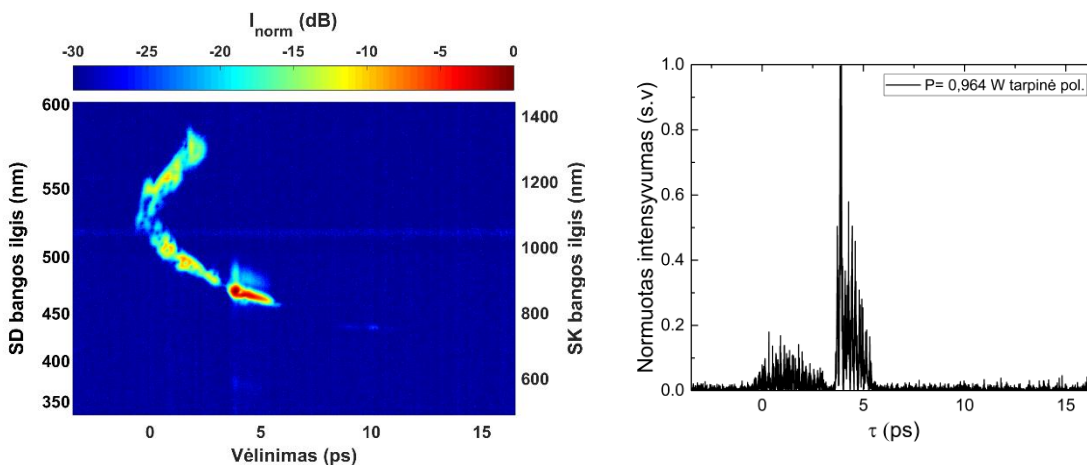 I_norm (dB)
-30 -25 -20 -15 -10 -5 0
SD bangos ilgis (nm)
600
550
500
450
400
350
1400
1200
1000
800
600
SK bangos ilgis (nm)
0 5 10 15
Vėlinimas (ps)
Normuotas intensyvumas (s.v)
1.0
0.8
0.6
0.4
0.2
0.0
P= 0,964 W tarpinė pol.
0 5 10 15
τ (ps)